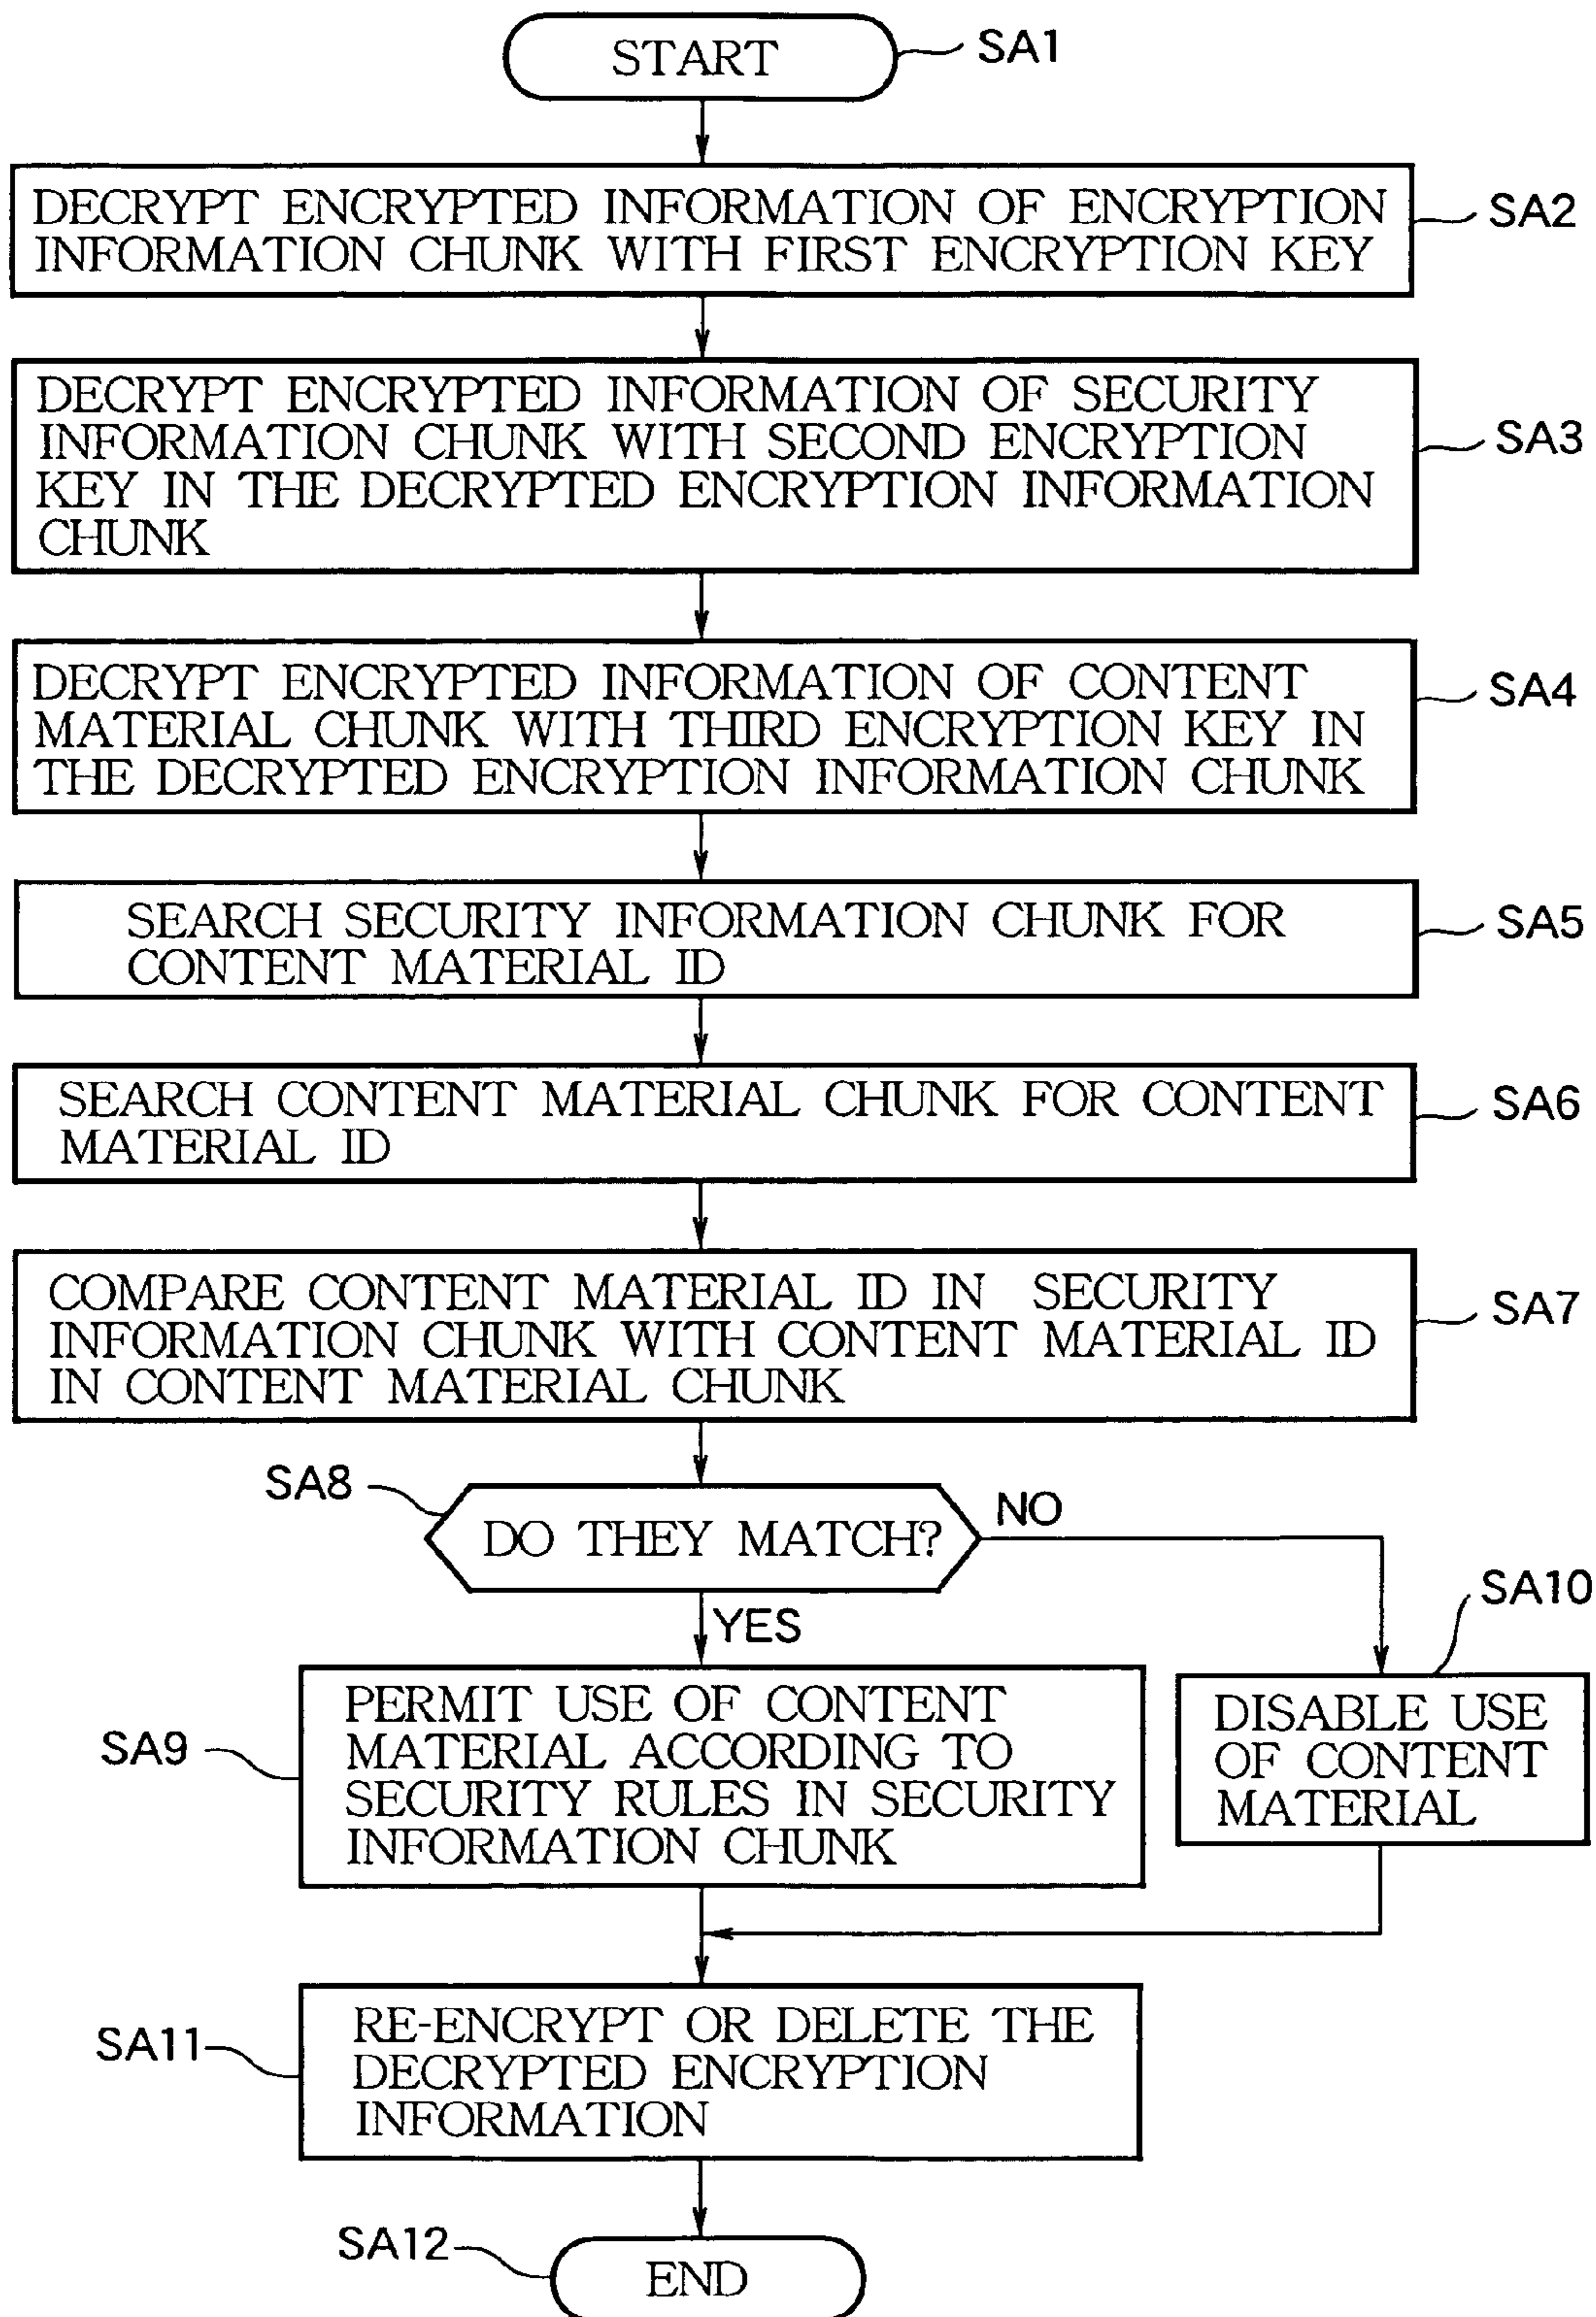 START
SA1
DECRYPT ENCRYPTED INFORMATION OF ENCRYPTION
INFORMATION CHUNK WITH FIRST ENCRYPTION KEY
SA2
DECRYPT ENCRYPTED INFORMATION OF SECURITY
INFORMATION CHUNK WITH SECOND ENCRYPTION
KEY IN THE DECRYPTED ENCRYPTION INFORMATION
CHUNK
SA3
DECRYPT ENCRYPTED INFORMATION OF CONTENT
MATERIAL CHUNK WITH THIRD ENCRYPTION KEY IN
THE DECRYPTED ENCRYPTION INFORMATION CHUNK
SA4
SEARCH SECURITY INFORMATION CHUNK FOR
CONTENT MATERIAL ID
SA5
SEARCH CONTENT MATERIAL CHUNK FOR CONTENT
MATERIAL ID
SA6
COMPARE CONTENT MATERIAL ID IN SECURITY
INFORMATION CHUNK WITH CONTENT MATERIAL ID
IN CONTENT MATERIAL CHUNK
SA7
SA8
DO THEY MATCH?
NO
YES
SA10
SA9
PERMIT USE OF CONTENT
MATERIAL ACCORDING TO
SECURITY RULES IN SECURITY
INFORMATION CHUNK
DISABLE USE
OF CONTENT
MATERIAL
SA11
RE-ENCRYPT OR DELETE THE
DECRYPTED ENCRYPTION
INFORMATION
SA12
END